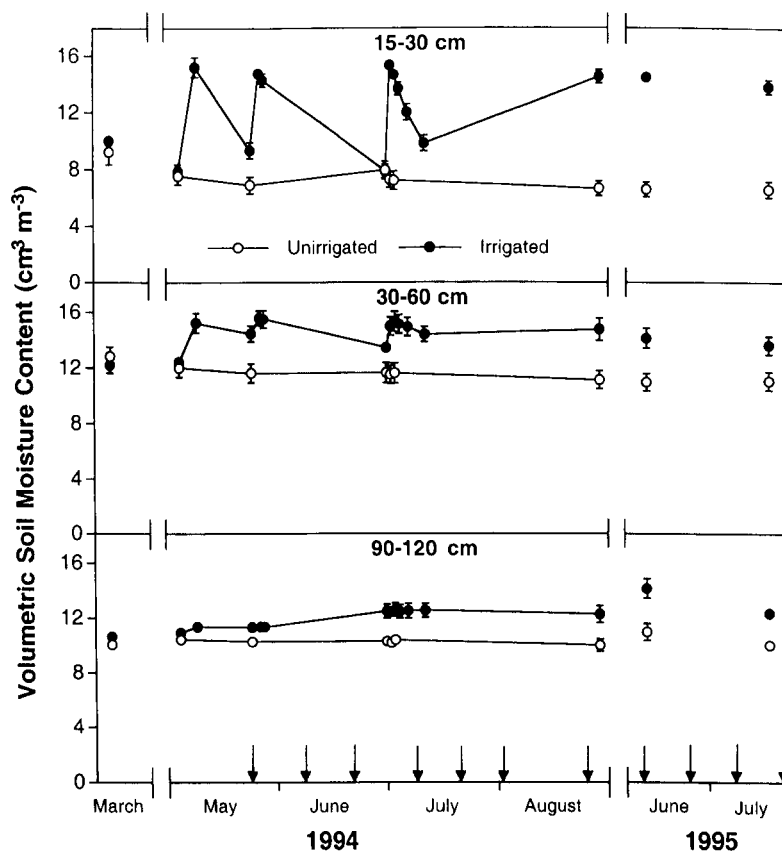 Volumetric Soil Moisture Content (cm³ m⁻³)
15-30 cm
16
12
8
4
0
Unirrigated
Irrigated
30-60 cm
16
12
8
4
0
90-120 cm
16
12
8
4
0
March
May
June
July
August
June
July
1994
1995